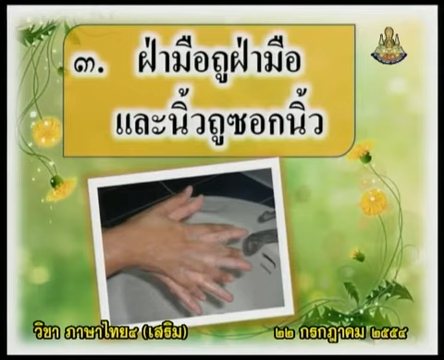 ๓. ฝ่ามือถูฝ่ามือ
และนิ้วถูซอกนิ้ว
วิชา ภาษาไทย๔ (เสริม)
๒๒ กรกฎาคม ๒๕๕๔